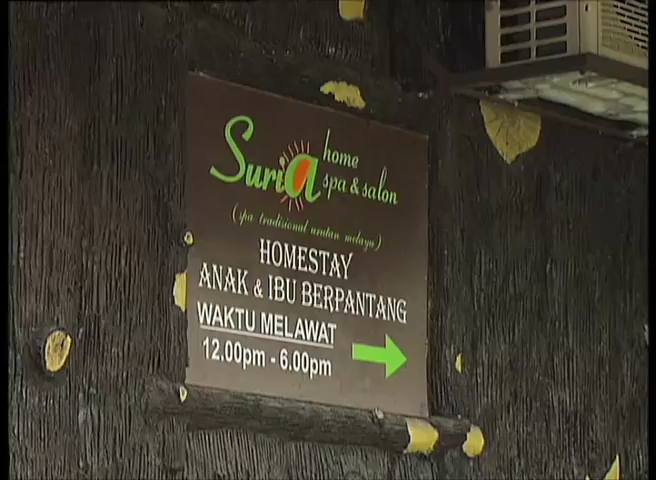 Suria home
spa & salon
(spa tradisional urutan melayu)
HOMESTAY
ANAK & IBU BERPANTANG
WAKTU MELAWAT
12.00pm - 6.00pm